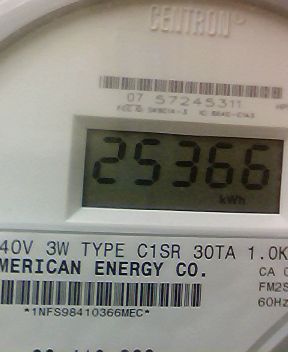 CENTRON®
07 57245311
25366
kWh
40V 3W TYPE C1SR 30TA 1.0K
MERICAN ENERGY CO.
CA
FM2S
60Hz
*1NFS98410366MEC*